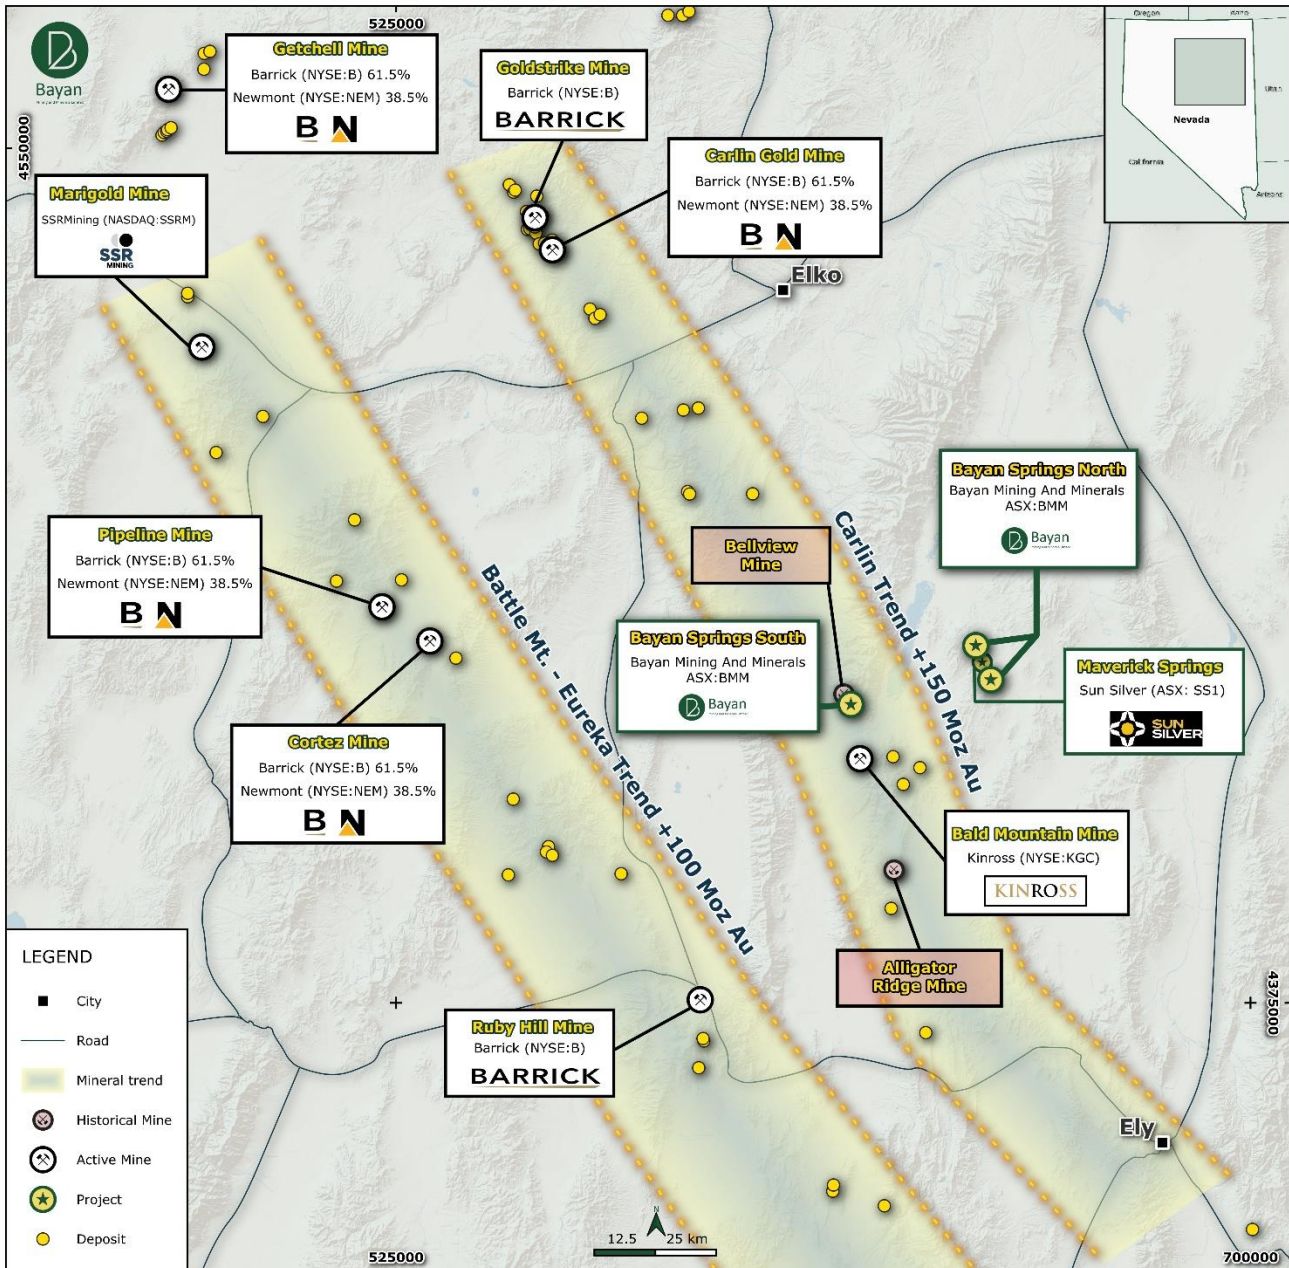 Bayan
525000
Getchell Mine
Barrick (NYSE:B) 61.5%
Newmont (NYSE:NEM) 38.5%
B N
Goldstrike Mine
Barrick (NYSE:B)
BARRICK
Oregon
Utah
Nevada
California
Arizona
4550000
Marigold Mine
SSRMining (NASDAQ:SSRM)
SSR
MINING
Carlin Gold Mine
Barrick (NYSE:B) 61.5%
Newmont (NYSE:NEM) 38.5%
B N
Elko
Bayan Springs North
Bayan Mining And Minerals
ASX:BMM
Bayan
Pipeline Mine
Barrick (NYSE:B) 61.5%
Newmont (NYSE:NEM) 38.5%
B N
Bellview
Mine
Carlin Trend +150 Moz Au
Battle Mt. - Eureka Trend +100 Moz Au
Bayan Springs South
Bayan Mining And Minerals
ASX:BMM
Bayan
Maverick Springs
Sun Silver (ASX: SS1)
SUN
SILVER
Cortez Mine
Barrick (NYSE:B) 61.5%
Newmont (NYSE:NEM) 38.5%
B N
Bald Mountain Mine
Kinross (NYSE:KGC)
KINROSS
Alligator
Ridge Mine
4375000
Ruby Hill Mine
Barrick (NYSE:B)
BARRICK
Ely
LEGEND
City
Road
Mineral trend
Historical Mine
Active Mine
Project
Deposit
N
12.5 25 km
525000
700000